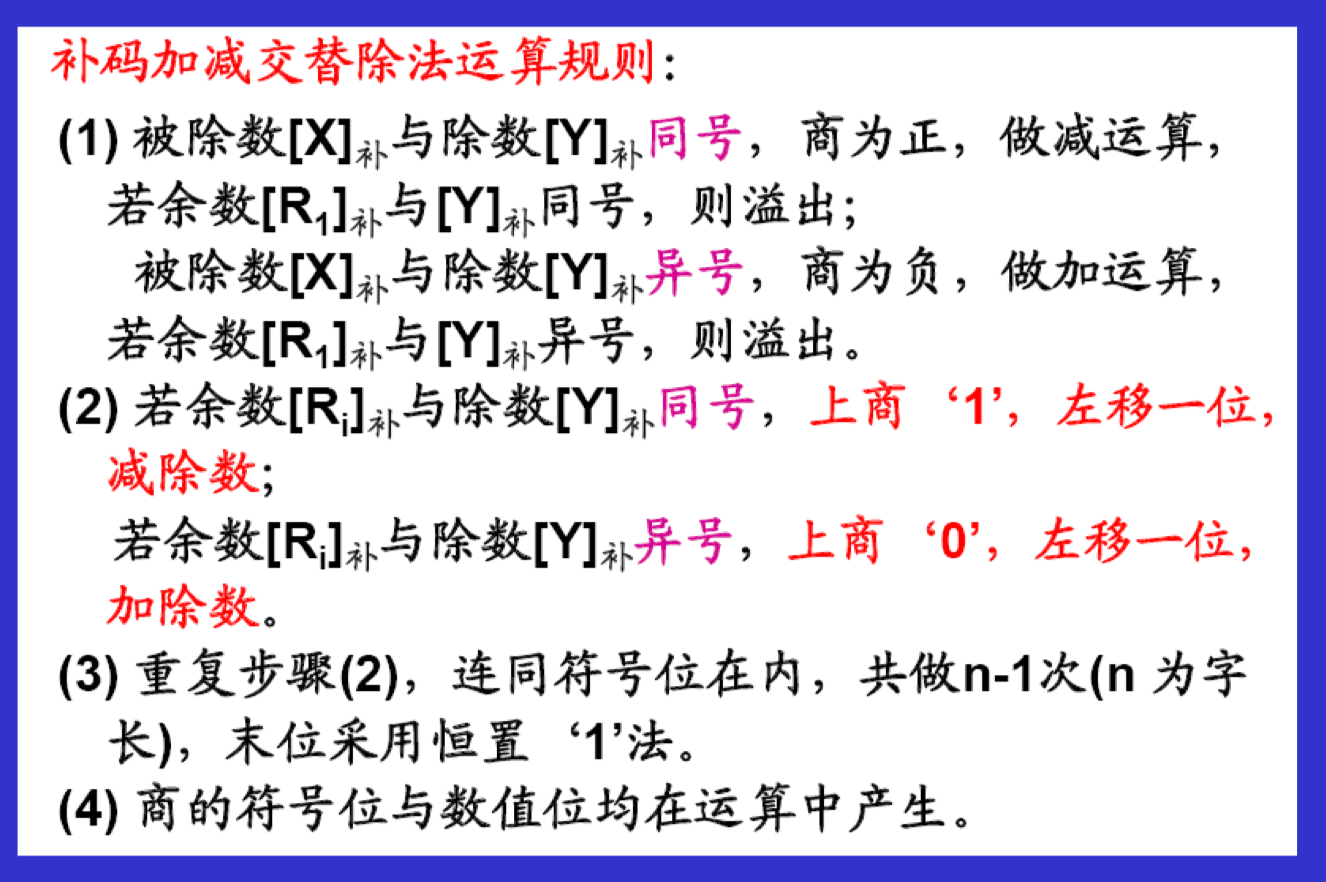 补码加减交替除法运算规则:
(1) 被除数[X]补与除数[Y]补同号，商为正，做减运算，
若余数[R1]补与[Y]补同号，则溢出;
被除数[X]补与除数[Y]补异号，商为负，做加运算，
若余数[R1]补与[Y]补异号，则溢出。
(2) 若余数[Ri]补与除数[Y]补同号，上商‘1’，左移一位，
减除数;
若余数[Ri]补与除数[Y]补异号，上商‘0’，左移一位，
加除数。
(3) 重复步骤(2)，连同符号位在内，共做n-1次(n 为字
长)，末位采用恒置‘1’法。
(4) 商的符号位与数值位均在运算中产生。